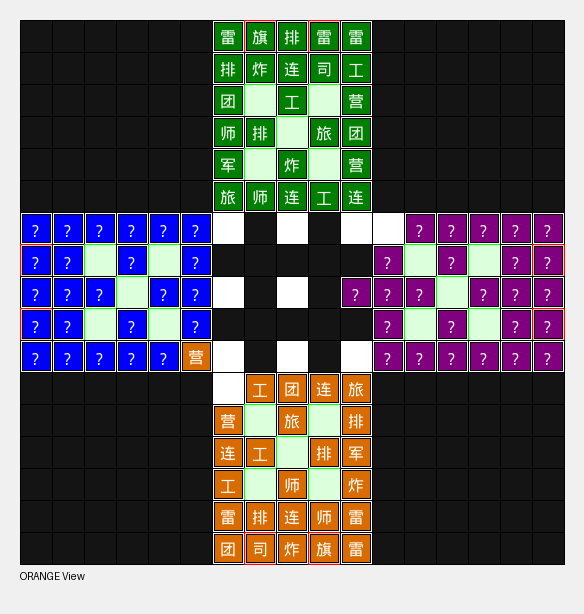 雷 旗 排 雷 雷
排 炸 连 司 工
团 工 营
师 排 旅 团
军 炸 营
旅 师 连 工 连
? ? ? ? ? ? ? ? ? ? ?
? ? ? ? ? ? ? ?
? ? ? ? ? ? ? ? ? ? ?
? ? ? ? ? ? ? ?
? ? ? ? ? 营 ? ? ? ? ? ?
工 团 连 旅
营 旅 排
连 工 排 军
工 师 炸
雷 排 连 师 雷
团 司 炸 旗 雷
ORANGE View